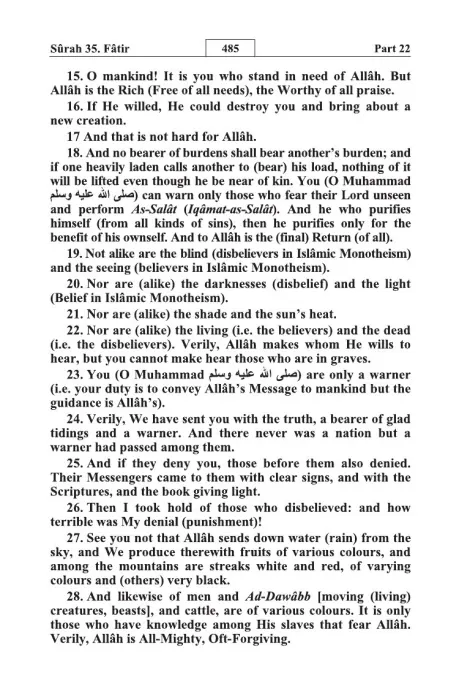 Sûrah 35. Fâtir 485 Part 22
15. O mankind! It is you who stand in need of Allâh. But
Allâh is the Rich (Free of all needs), the Worthy of all praise.
16. If He willed, He could destroy you and bring about a
new creation.
17 And that is not hard for Allâh.
18. And no bearer of burdens shall bear another's burden; and
if one heavily laden calls another to (bear) his load, nothing of it
will be lifted even though he be near of kin. You (O Muhammad
صلى الله عليه وسلم) can warn only those who fear their Lord unseen
and perform As-Salât (Iqâmat-as-Salât). And he who purifies
himself (from all kinds of sins), then he purifies only for the
benefit of his ownself. And to Allâh is the (final) Return (of all).
19. Not alike are the blind (disbelievers in Islâmic Monotheism)
and the seeing (believers in Islâmic Monotheism).
20. Nor are (alike) the darknesses (disbelief) and the light
(Belief in Islâmic Monotheism).
21. Nor are (alike) the shade and the sun's heat.
22. Nor are (alike) the living (i.e. the believers) and the dead
(i.e. the disbelievers). Verily, Allâh makes whom He wills to
hear, but you cannot make hear those who are in graves.
23. You (O Muhammad صلى الله عليه وسلم) are only a warner
(i.e. your duty is to convey Allâh's Message to mankind but the
guidance is Allâh's).
24. Verily, We have sent you with the truth, a bearer of glad
tidings and a warner. And there never was a nation but a
warner had passed among them.
25. And if they deny you, those before them also denied.
Their Messengers came to them with clear signs, and with the
Scriptures, and the book giving light.
26. Then I took hold of those who disbelieved: and how
terrible was My denial (punishment)!
27. See you not that Allâh sends down water (rain) from the
sky, and We produce therewith fruits of various colours, and
among the mountains are streaks white and red, of varying
colours and (others) very black.
28. And likewise of men and Ad-Dawâbb [moving (living)
creatures, beasts], and cattle, are of various colours. It is only
those who have knowledge among His slaves that fear Allâh.
Verily, Allâh is All-Mighty, Oft-Forgiving.